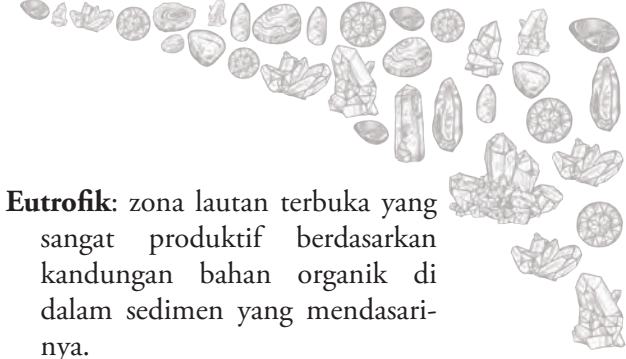 Eutrofik: zona lautan terbuka yang
sangat produktif berdasarkan
kandungan bahan organik di
dalam sedimen yang mendasari-
nya.